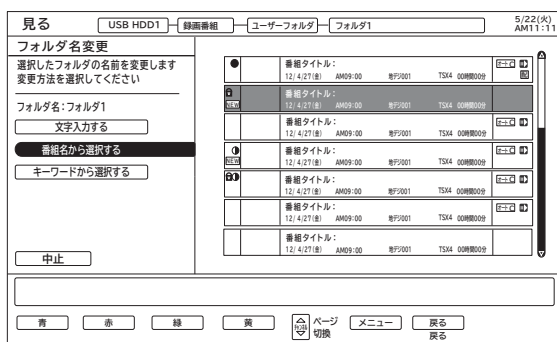 見る USB HDD1 録画番組 ユーザーフォルダ フォルダ1 5/22(火)
AM11:11
フォルダ名変更
選択したフォルダの名前を変更します
変更方法を選択してください
フォルダ名:フォルダ1
文字入力する
番組名から選択する
キーワードから選択する
中止
番組タイトル:
12/ 4/27(金) AM09:00 地デジ001 TSX4 00時間00分
NEW 番組タイトル:
12/ 4/27(金) AM09:00 地デジ001 TSX4 00時間00分
番組タイトル:
12/ 4/27(金) AM09:00 地デジ001 TSX4 00時間00分
NEW 番組タイトル:
12/ 4/27(金) AM09:00 地デジ001 TSX4 00時間00分
番組タイトル:
12/ 4/27(金) AM09:00 地デジ001 TSX4 00時間00分
番組タイトル:
12/ 4/27(金) AM09:00 地デジ001 TSX4 00時間00分
番組タイトル:
12/ 4/27(金) AM09:00 地デジ001 TSX4 00時間00分
青 赤 緑 黄 チャンネル ページ切換 メニュー 戻る
戻る